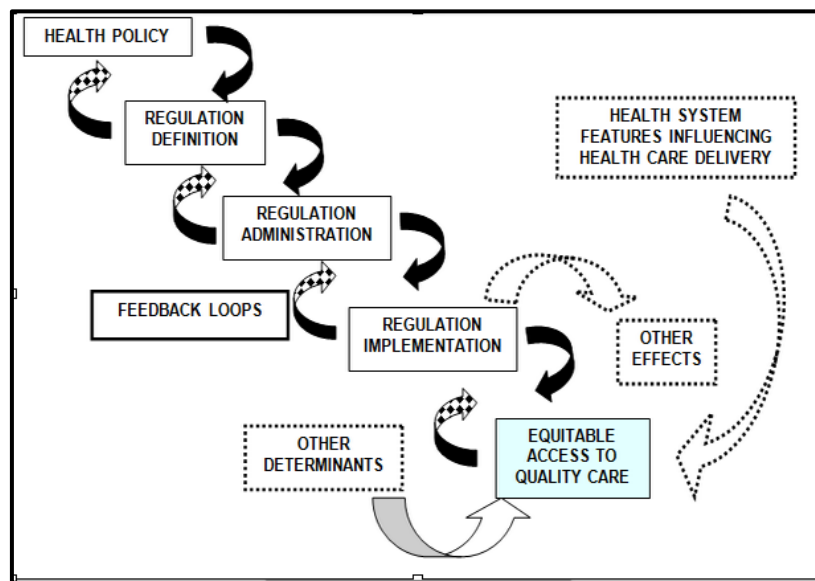 HEALTH POLICY
REGULATION
DEFINITION
HEALTH SYSTEM
FEATURES INFLUENCING
HEALTH CARE DELIVERY
REGULATION
ADMINISTRATION
FEEDBACK LOOPS
REGULATION
IMPLEMENTATION
OTHER
EFFECTS
OTHER
DETERMINANTS
EQUITABLE
ACCESS TO
QUALITY CARE